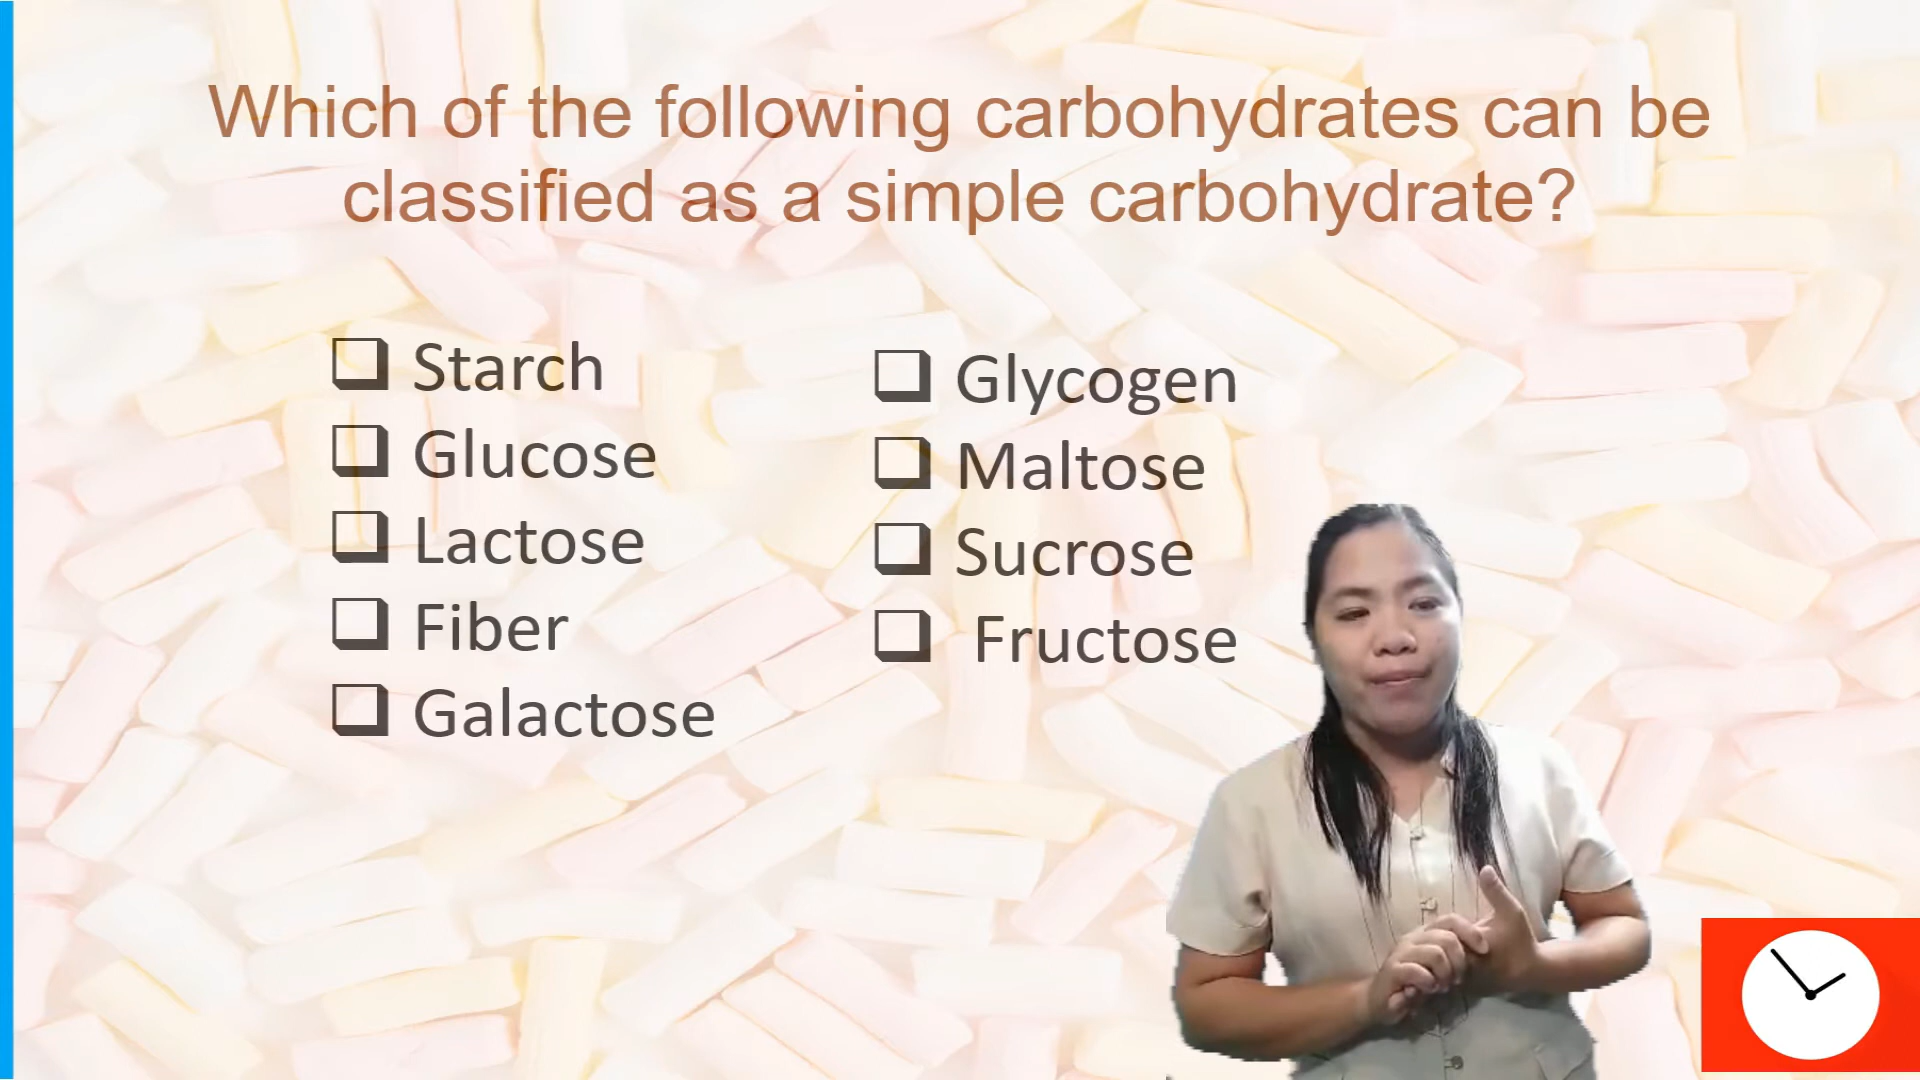 Which of the following carbohydrates can be
classified as a simple carbohydrate?
Starch
Glucose
Lactose
Fiber
Galactose
Glycogen
Maltose
Sucrose
Fructose